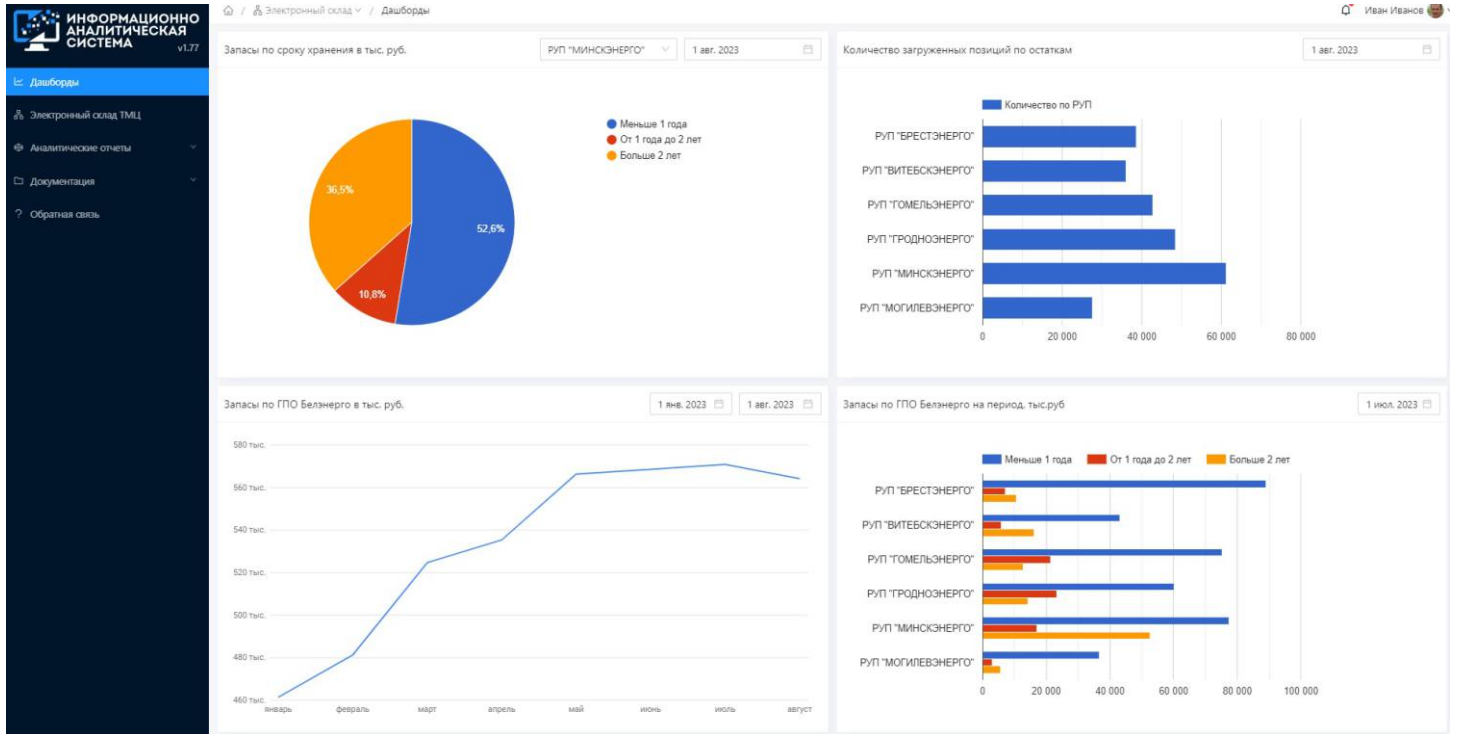 ИНФОРМАЦИОННО
АНАЛИТИЧЕСКАЯ
СИСТЕМА
v1.77
Дашборды
Электронный склад ТМЦ
Аналитические отчеты
Документация
? Обратная связь
/ Электронный склад / Дашборды
Иван Иванов
Запасы по сроку хранения в тыс. руб.
РУП "МИНСКЭНЕРГО"
1 авг. 2023
Меньше 1 года
От 1 года до 2 лет
Больше 2 лет
36,5%
52,6%
10,8%
Количество загруженных позиций по остаткам
1 авг. 2023
Количество по РУП
РУП "БРЕСТЭНЕРГО"
РУП "ВИТЕБСКЭНЕРГО"
РУП "ГОМЕЛЬЭНЕРГО"
РУП "ГРОДНОЭНЕРГО"
РУП "МИНСКЭНЕРГО"
РУП "МОГИЛЕВЭНЕРГО"
0 20 000 40 000 60 000 80 000
Запасы по ГПО Белэнерго в тыс. руб.
1 янв. 2023
1 авг. 2023
580 тыс.
560 тыс.
540 тыс.
520 тыс.
500 тыс.
480 тыс.
460 тыс.
январь февраль март апрель май июнь июль август
Запасы по ГПО Белэнерго на период, тыс.руб
1 июл. 2023
Меньше 1 года От 1 года до 2 лет Больше 2 лет
РУП "БРЕСТЭНЕРГО"
РУП "ВИТЕБСКЭНЕРГО"
РУП "ГОМЕЛЬЭНЕРГО"
РУП "ГРОДНОЭНЕРГО"
РУП "МИНСКЭНЕРГО"
РУП "МОГИЛЕВЭНЕРГО"
0 20 000 40 000 60 000 80 000 100 000